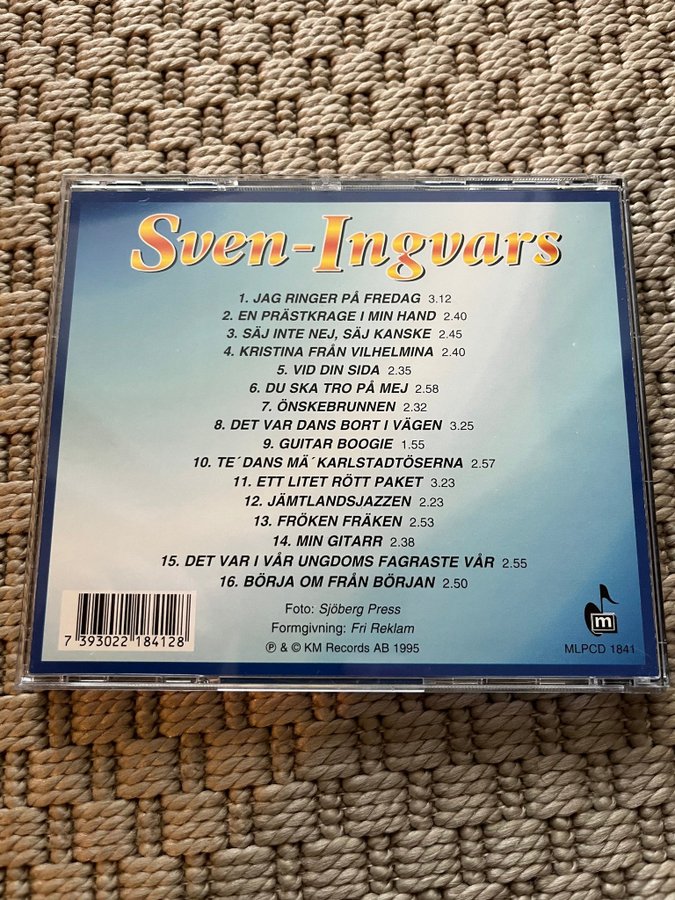 Sven-Ingvars
1. JAG RINGER PÅ FREDAG 3.12
2. EN PRÄSTKRAGE I MIN HAND 2.40
3. SÄJ INTE NEJ, SÄJ KANSKE 2.45
4. KRISTINA FRÅN VILHELMINA 2.40
5. VID DIN SIDA 2.35
6. DU SKA TRO PÅ MEJ 2.58
7. ÖNSKEBRUNNEN 2.32
8. DET VAR DANS BORT I VÄGEN 3.25
9. GUITAR BOOGIE 1.55
10. TE´DANS MÄ´KARLSTADTÖSERNA 2.57
11. ETT LITET RÖTT PAKET 3.23
12. JÄMTLANDSJAZZEN 2.23
13. FRÖKEN FRÄKEN 2.53
14. MIN GITARR 2.38
15. DET VAR I VÅR UNGDOMS FAGRASTE VÅR 2.55
16. BÖRJA OM FRÅN BÖRJAN 2.50
Foto: Sjöberg Press
Formgivning: Fri Reklam
℗ & © KM Records AB 1995
7 393022 184128
m
MLPCD 1841